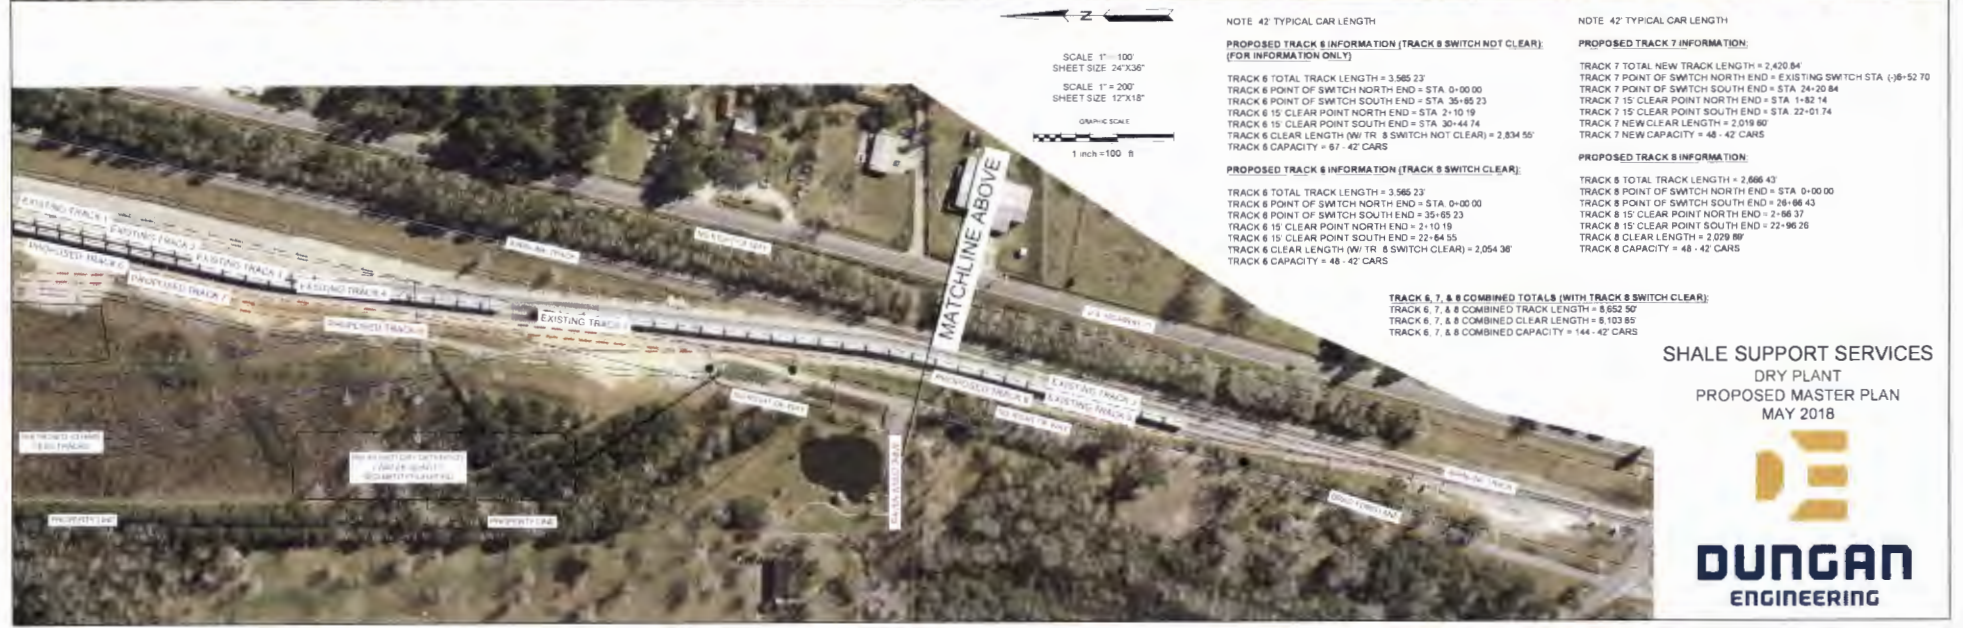 Z
SCALE 1" = 100'
SHEET SIZE 24"X36"
SCALE 1" = 200'
SHEET SIZE 12"X18"
GRAPHIC SCALE
1 inch = 100 ft
NOTE 42' TYPICAL CAR LENGTH
PROPOSED TRACK 6 INFORMATION (TRACK 8 SWITCH NOT CLEAR):
(FOR INFORMATION ONLY)
TRACK 6 TOTAL TRACK LENGTH = 3,565 23'
TRACK 6 POINT OF SWITCH NORTH END = STA 0+00 00
TRACK 6 POINT OF SWITCH SOUTH END = STA 35+65 23
TRACK 6 15' CLEAR POINT NORTH END = STA 2+10 19
TRACK 6 15' CLEAR POINT SOUTH END = STA 30+44 74
TRACK 6 CLEAR LENGTH (W/ TR 8 SWITCH NOT CLEAR) = 2,834 55'
TRACK 6 CAPACITY = 67 - 42' CARS
PROPOSED TRACK 6 INFORMATION (TRACK 8 SWITCH CLEAR):
TRACK 6 TOTAL TRACK LENGTH = 3,565 23'
TRACK 6 POINT OF SWITCH NORTH END = STA 0+00 00
TRACK 6 POINT OF SWITCH SOUTH END = 35+65 23
TRACK 6 15' CLEAR POINT NORTH END = 2+10 19
TRACK 6 15' CLEAR POINT SOUTH END = 22+64 55
TRACK 6 CLEAR LENGTH (W/ TR 8 SWITCH CLEAR) = 2,054 36'
TRACK 6 CAPACITY = 48 - 42' CARS
NOTE 42' TYPICAL CAR LENGTH
PROPOSED TRACK 7 INFORMATION:
TRACK 7 TOTAL NEW TRACK LENGTH = 2,420.84'
TRACK 7 POINT OF SWITCH NORTH END = EXISTING SWITCH STA (-)6+52 70
TRACK 7 POINT OF SWITCH SOUTH END = STA 24+20 84
TRACK 7 15' CLEAR POINT NORTH END = STA 1+82 14
TRACK 7 15' CLEAR POINT SOUTH END = STA 22+01 74
TRACK 7 NEW CLEAR LENGTH = 2,019 60'
TRACK 7 NEW CAPACITY = 48 - 42' CARS
PROPOSED TRACK 8 INFORMATION:
TRACK 8 TOTAL TRACK LENGTH = 2,666 43'
TRACK 8 POINT OF SWITCH NORTH END = STA 0+00 00
TRACK 8 POINT OF SWITCH SOUTH END = 26+66 43
TRACK 8 15' CLEAR POINT NORTH END = 2+66 37
TRACK 8 15' CLEAR POINT SOUTH END = 22+96 26
TRACK 8 CLEAR LENGTH = 2,029 89'
TRACK 8 CAPACITY = 48 - 42' CARS
TRACK 6, 7, & 8 COMBINED TOTALS (WITH TRACK 8 SWITCH CLEAR):
TRACK 6, 7, & 8 COMBINED TRACK LENGTH = 8,652 50'
TRACK 6, 7, & 8 COMBINED CLEAR LENGTH = 6,103 85'
TRACK 6, 7, & 8 COMBINED CAPACITY = 144 - 42' CARS
SHALE SUPPORT SERVICES
DRY PLANT
PROPOSED MASTER PLAN
MAY 2018
DUNGAN
ENGINEERING
MATCHLINE ABOVE
EXISTING TRACK 1
EXISTING TRACK 2
EXISTING TRACK
EXISTING TRACK 4
EXISTING TRACK
PROPOSED TRACK 6
PROPOSED TRACK 7
PROPOSED TRACK
MAINLINE TRACK
NS RIGHT OF WAY
NS RIGHT OF WAY
PROPOSED TRACK 6
EXISTING TRACK
EXISTING TRACK
NS RIGHT OF WAY
MAINLINE TRACK
PROPERTY LINE
PROPERTY LINE